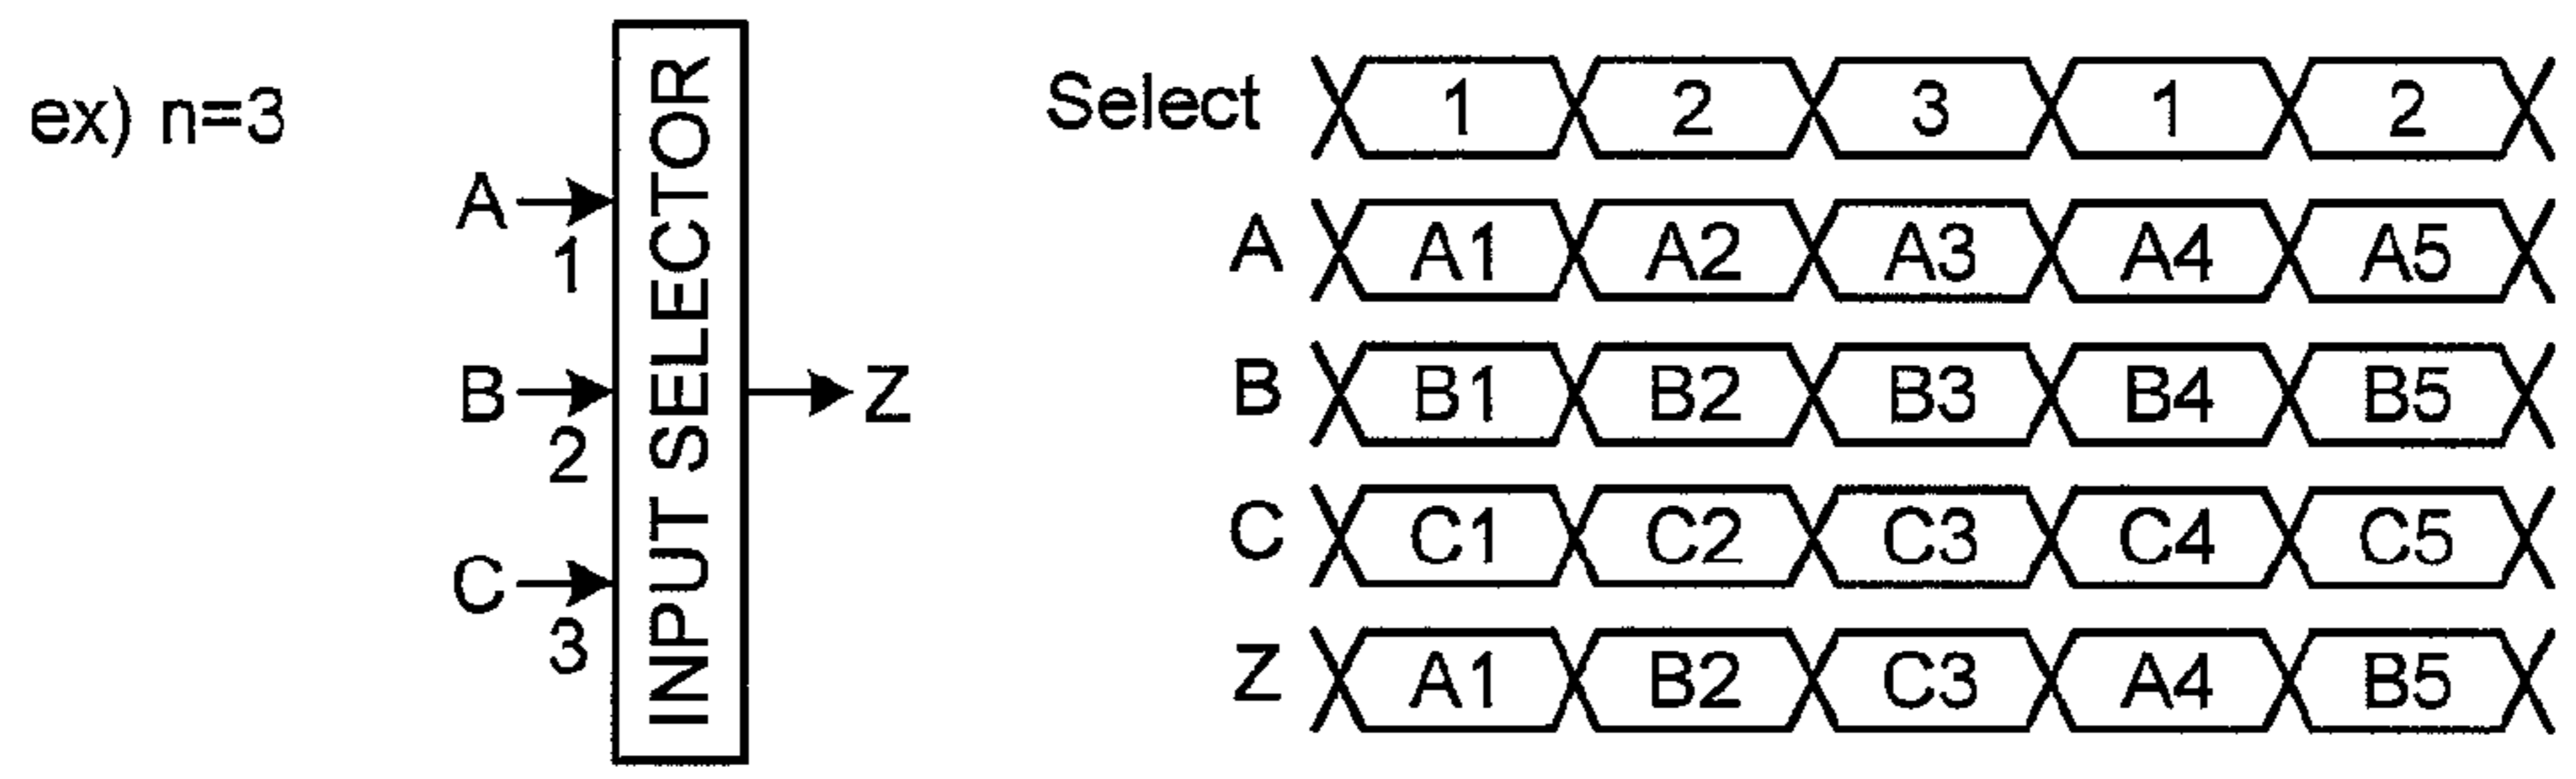 ex) n=3
A
1
B
2
C
3
INPUT SELECTOR
Z
Select 1 2 3 1 2
A A1 A2 A3 A4 A5
B B1 B2 B3 B4 B5
C C1 C2 C3 C4 C5
Z A1 B2 C3 A4 B5